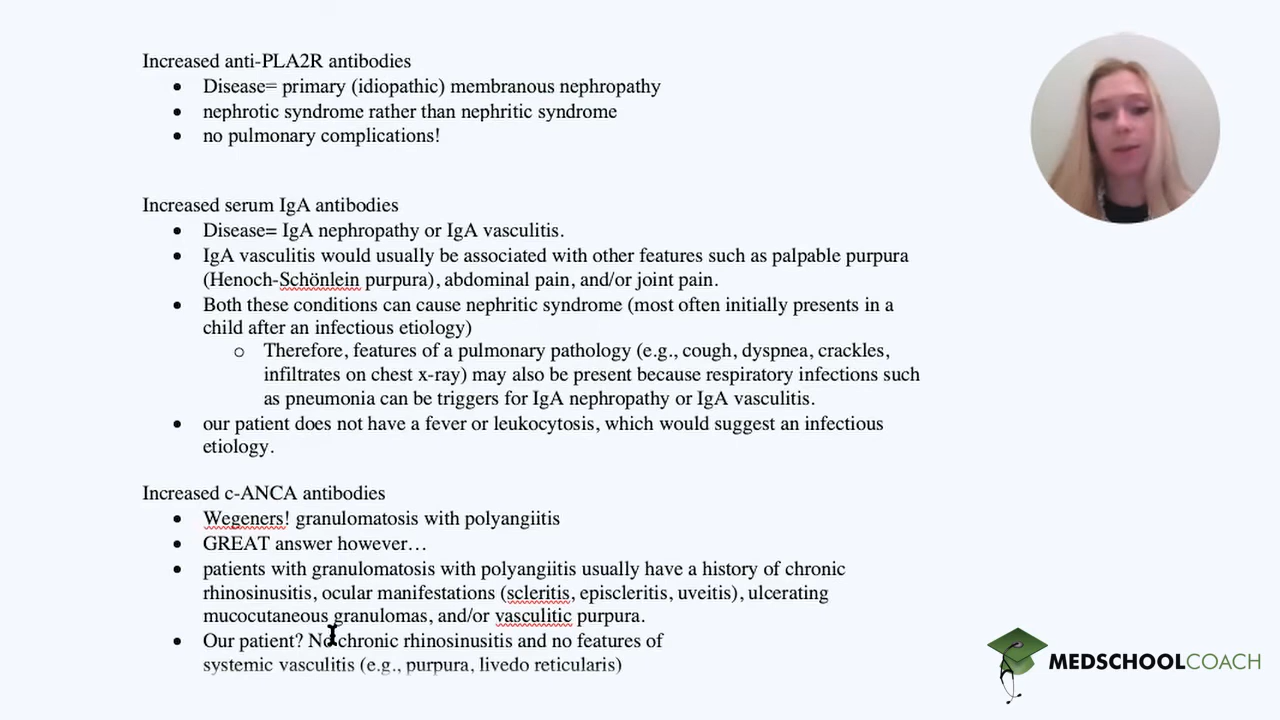 Increased anti-PLA2R antibodies
• Disease= primary (idiopathic) membranous nephropathy
• nephrotic syndrome rather than nephritic syndrome
• no pulmonary complications!
Increased serum IgA antibodies
• Disease= IgA nephropathy or IgA vasculitis.
• IgA vasculitis would usually be associated with other features such as palpable purpura
(Henoch-Schönlein purpura), abdominal pain, and/or joint pain.
• Both these conditions can cause nephritic syndrome (most often initially presents in a
child after an infectious etiology)
o Therefore, features of a pulmonary pathology (e.g., cough, dyspnea, crackles,
infiltrates on chest x-ray) may also be present because respiratory infections such
as pneumonia can be triggers for IgA nephropathy or IgA vasculitis.
• our patient does not have a fever or leukocytosis, which would suggest an infectious
etiology.
Increased c-ANCA antibodies
• Wegeners! granulomatosis with polyangiitis
• GREAT answer however…
• patients with granulomatosis with polyangiitis usually have a history of chronic
rhinosinusitis, ocular manifestations (scleritis, episcleritis, uveitis), ulcerating
mucocutaneous granulomas, and/or vasculitic purpura.
• Our patient? No chronic rhinosinusitis and no features of
systemic vasculitis (e.g., purpura, livedo reticularis)
MEDSCHOOLCOACH